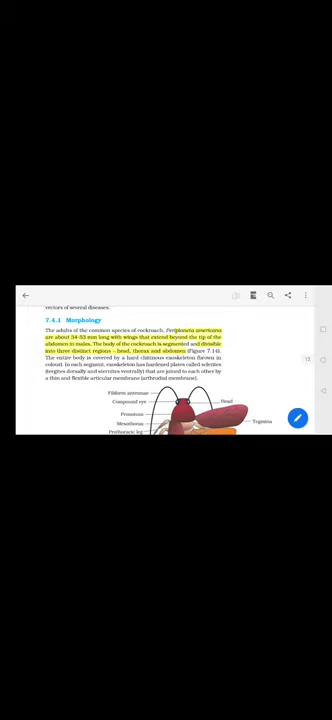 vectors of several diseases.
7.4.1 Morphology
The adults of the common species of cockroach, Periplaneta americana
are about 34-53 mm long with wings that extend beyond the tip of the
abdomen in males. The body of the cockroach is segmented and divisible
into three distinct regions – head, thorax and abdomen (Figure 7.14).
The entire body is covered by a hard chitinous exoskeleton (brown in
colour). In each segment, exoskeleton has hardened plates called sclerites
(tergites dorsally and sternites ventrally) that are joined to each other by
a thin and flexible articular membrane (arthrodial membrane).
Filiform antennae
Compound eye
Head
Pronotum
Mesothorax
Tegmina
Prothoracic leg
12